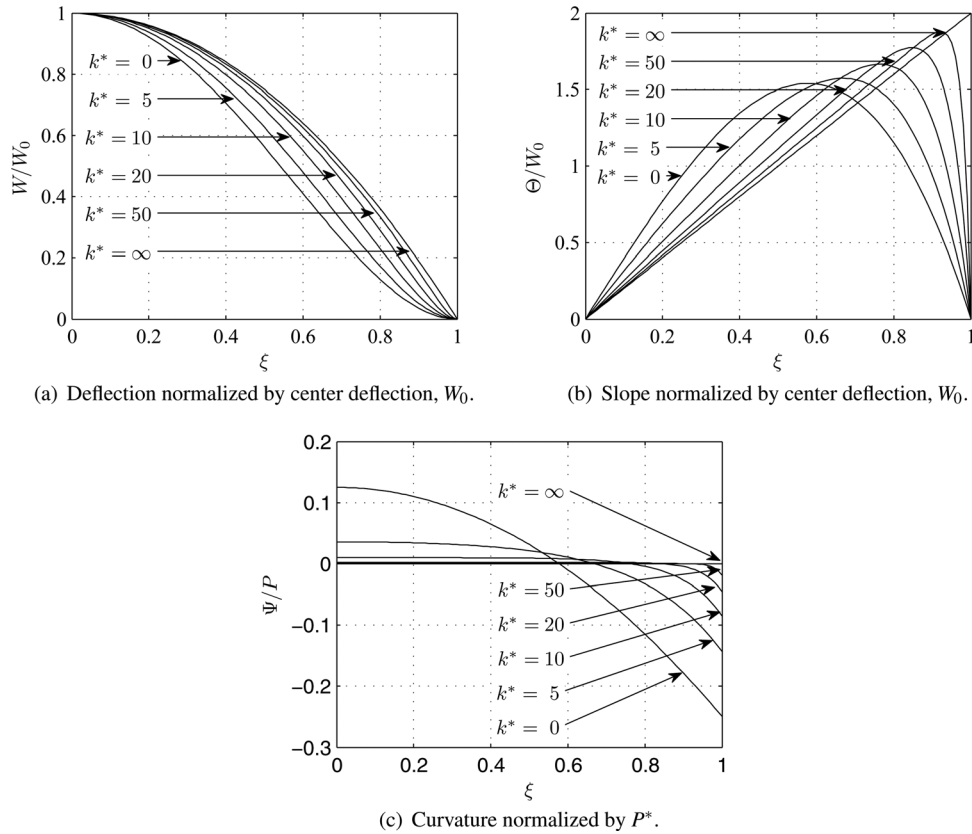 1
0.8
0.6
0.4
0.2
0
W/W₀
k* = 0
k* = 5
k* = 10
k* = 20
k* = 50
k* = ∞
0 0.2 0.4 0.6 0.8 1
ξ
(a) Deflection normalized by center deflection, W₀.
2
1.5
1
0.5
0
Θ/W₀
k* = ∞
k* = 50
k* = 20
k* = 10
k* = 5
k* = 0
0 0.2 0.4 0.6 0.8 1
ξ
(b) Slope normalized by center deflection, W₀.
0.2
0.1
0
−0.1
−0.2
−0.3
Ψ/P
k* = ∞
k* = 50
k* = 20
k* = 10
k* = 5
k* = 0
0 0.2 0.4 0.6 0.8 1
ξ
(c) Curvature normalized by P*.